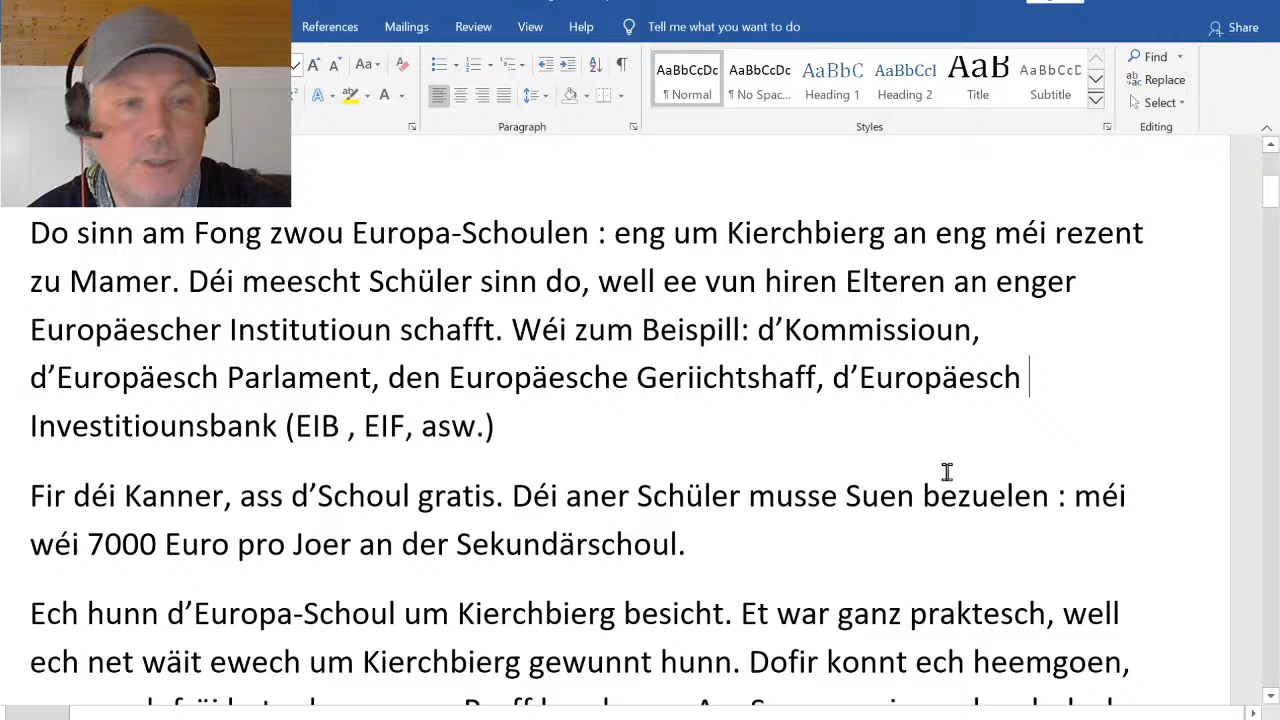 References Mailings Review View Help Tell me what you want to do Share
Aa Find
AaBbCcDc AaBbCcDc AaBbC AaBbCcI AaB AaBbCcD Replace
¶ Normal ¶ No Spac... Heading 1 Heading 2 Title Subtitle Select
Paragraph Styles Editing
Do sinn am Fong zwou Europa-Schoulen : eng um Kierchbierg an eng méi rezent
zu Mamer. Déi meescht Schüler sinn do, well ee vun hiren Elteren an enger
Europäescher Institutioun schafft. Wéi zum Beispill: d’Kommissioun,
d’Europäesch Parlament, den Europäesche Geriichtshaff, d’Europäesch
Investitiounsbank (EIB , EIF, asw.)
Fir déi Kanner, ass d’Schoul gratis. Déi aner Schüler musse Suen bezuelen : méi
wéi 7000 Euro pro Joer an der Sekundärschoul.
Ech hunn d’Europa-Schoul um Kierchbierg besicht. Et war ganz praktesch, well
ech net wäit ewech um Kierchbierg gewunnt hunn. Dofir konnt ech heemgoen,